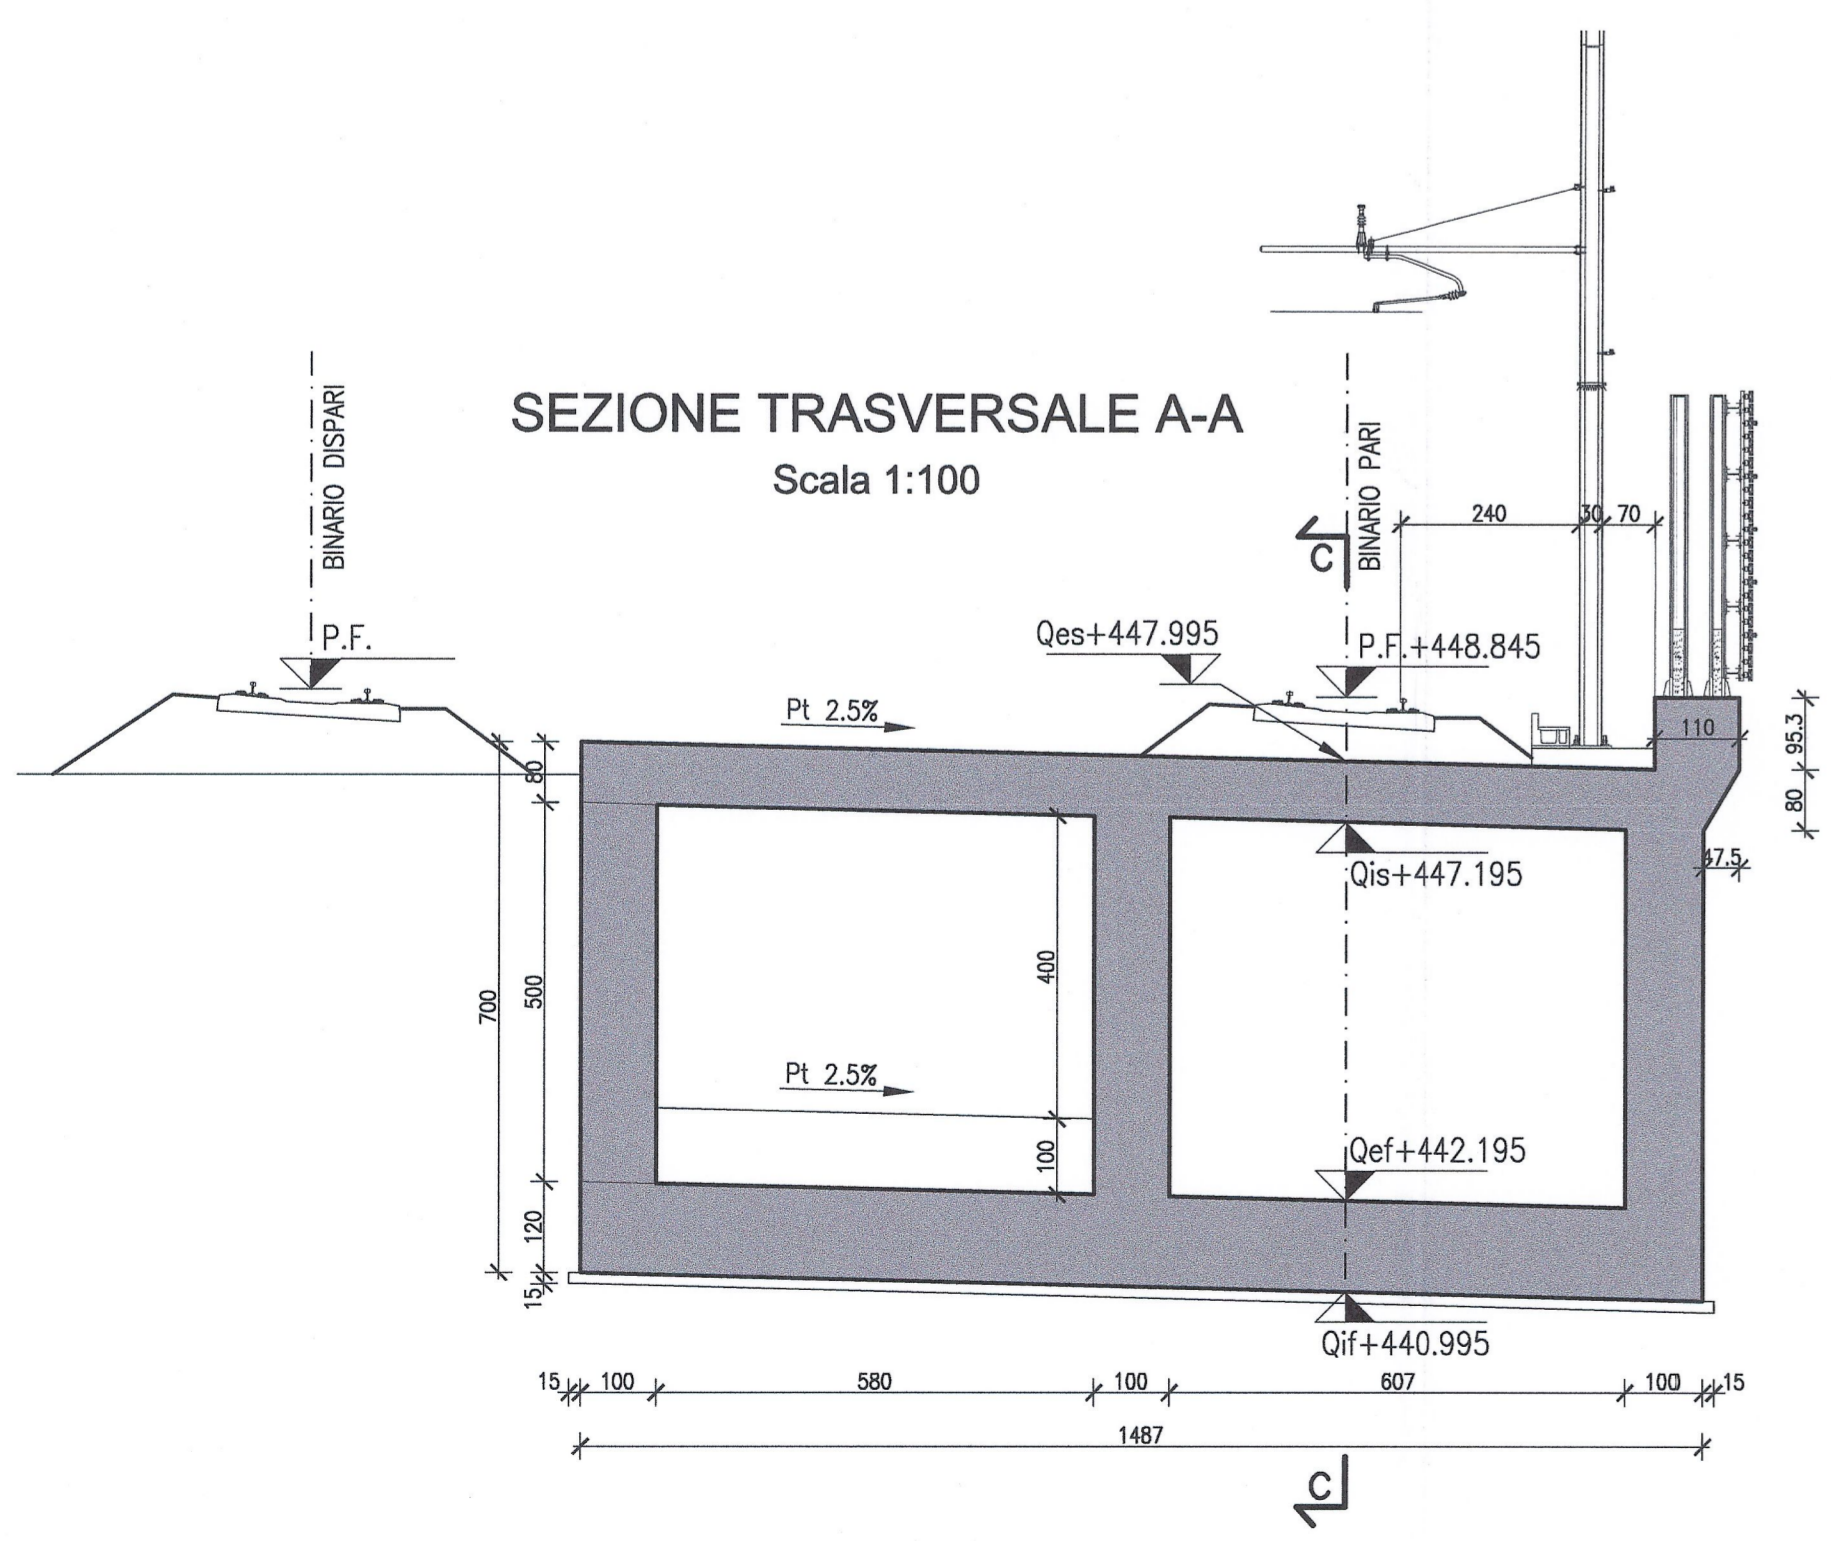 SEZIONE TRASVERSALE A-A
Scala 1:100
BINARIO DISPARI
BINARIO PARI
240
30
70
C
P.F.
Qes+447.995
P.F.+448.845
Pt 2.5%
110
95.3
80
80
47.5
Qis+447.195
400
500
700
Pt 2.5%
100
Qef+442.195
120
15
Qif+440.995
15
100
580
100
607
100
15
1487
C